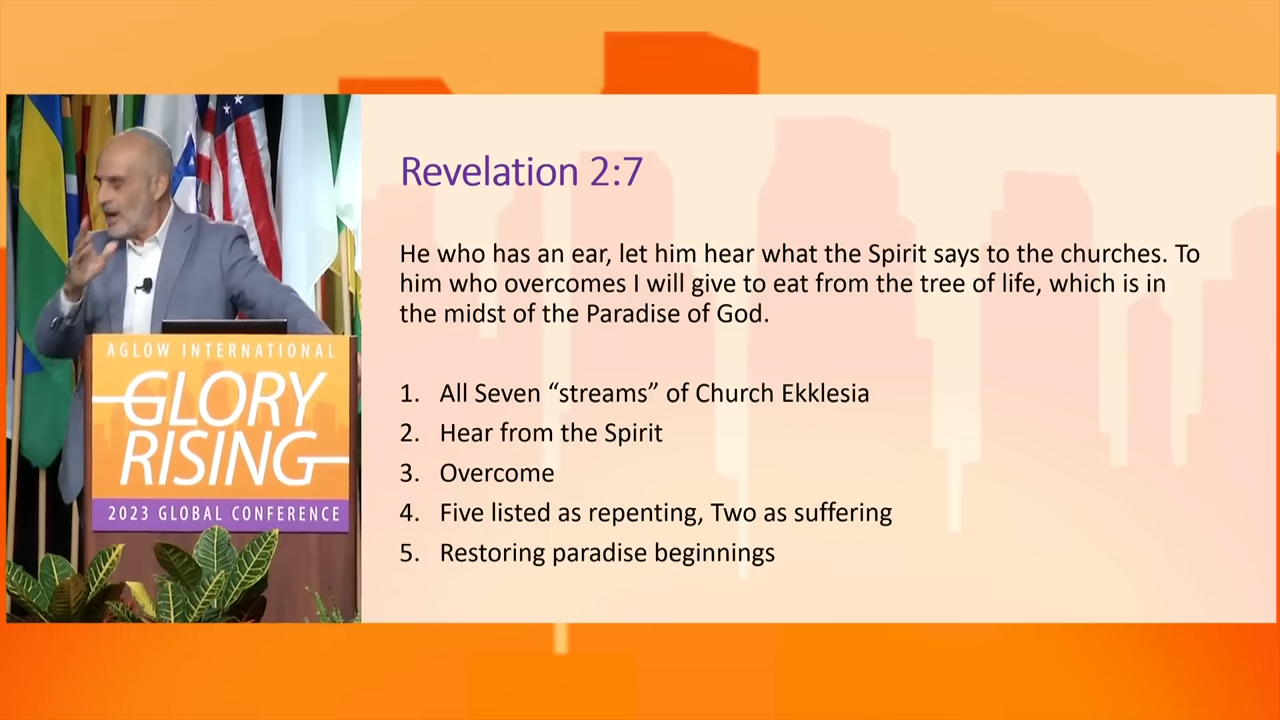 AGLOW INTERNATIONAL
GLORY
RISING
2023 GLOBAL CONFERENCE
Revelation 2:7
He who has an ear, let him hear what the Spirit says to the churches. To
him who overcomes I will give to eat from the tree of life, which is in
the midst of the Paradise of God.
1. All Seven “streams” of Church Ekklesia
2. Hear from the Spirit
3. Overcome
4. Five listed as repenting, Two as suffering
5. Restoring paradise beginnings